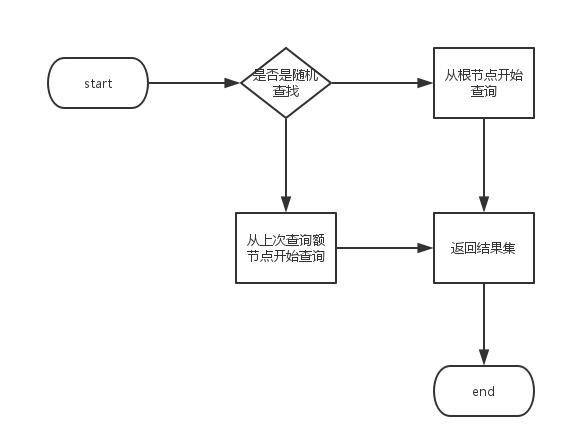 start
是否是随机
查找
从根节点开始
查询
从上次查询额
节点开始查询
返回结果集
end